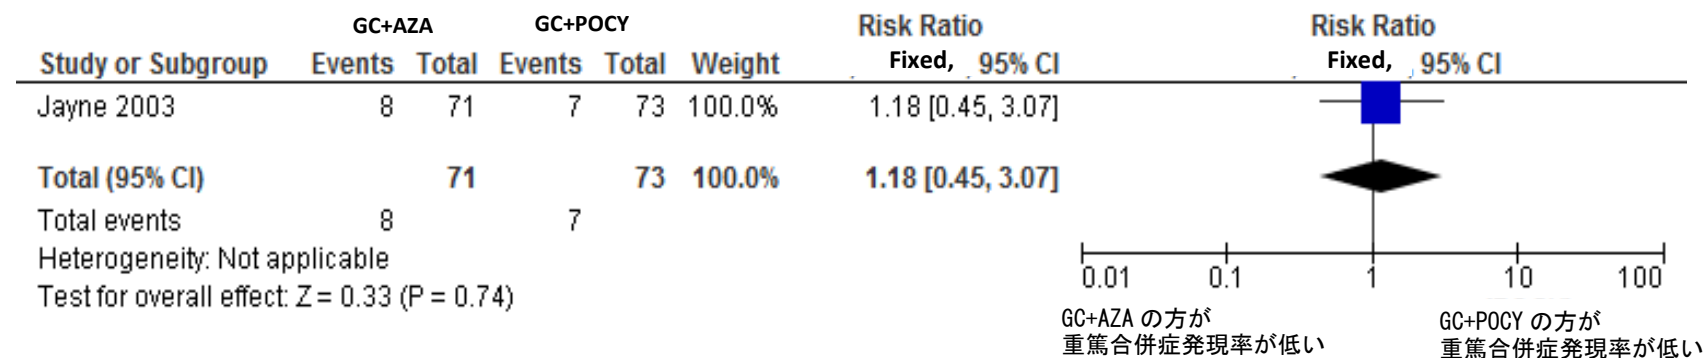 GC+AZA GC+POCY Risk Ratio Risk Ratio
Study or Subgroup Events Total Events Total Weight Fixed, 95% CI Fixed, 95% CI
Jayne 2003 8 71 7 73 100.0% 1.18 [0.45, 3.07]
Total (95% CI) 71 73 100.0% 1.18 [0.45, 3.07]
Total events 8 7
Heterogeneity: Not applicable
Test for overall effect: Z = 0.33 (P = 0.74)
0.01 0.1 1 10 100
GC+AZA の方が
重篤合併症発現率が低い
GC+POCY の方が
重篤合併症発現率が低い